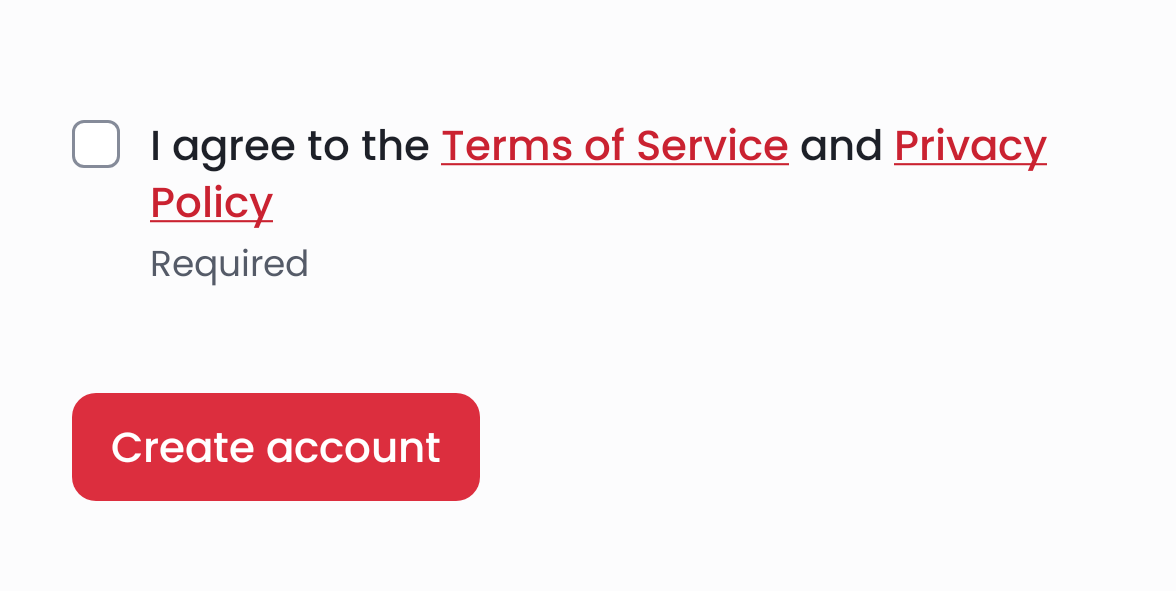 I agree to the Terms of Service and Privacy
Policy
Required
Create account